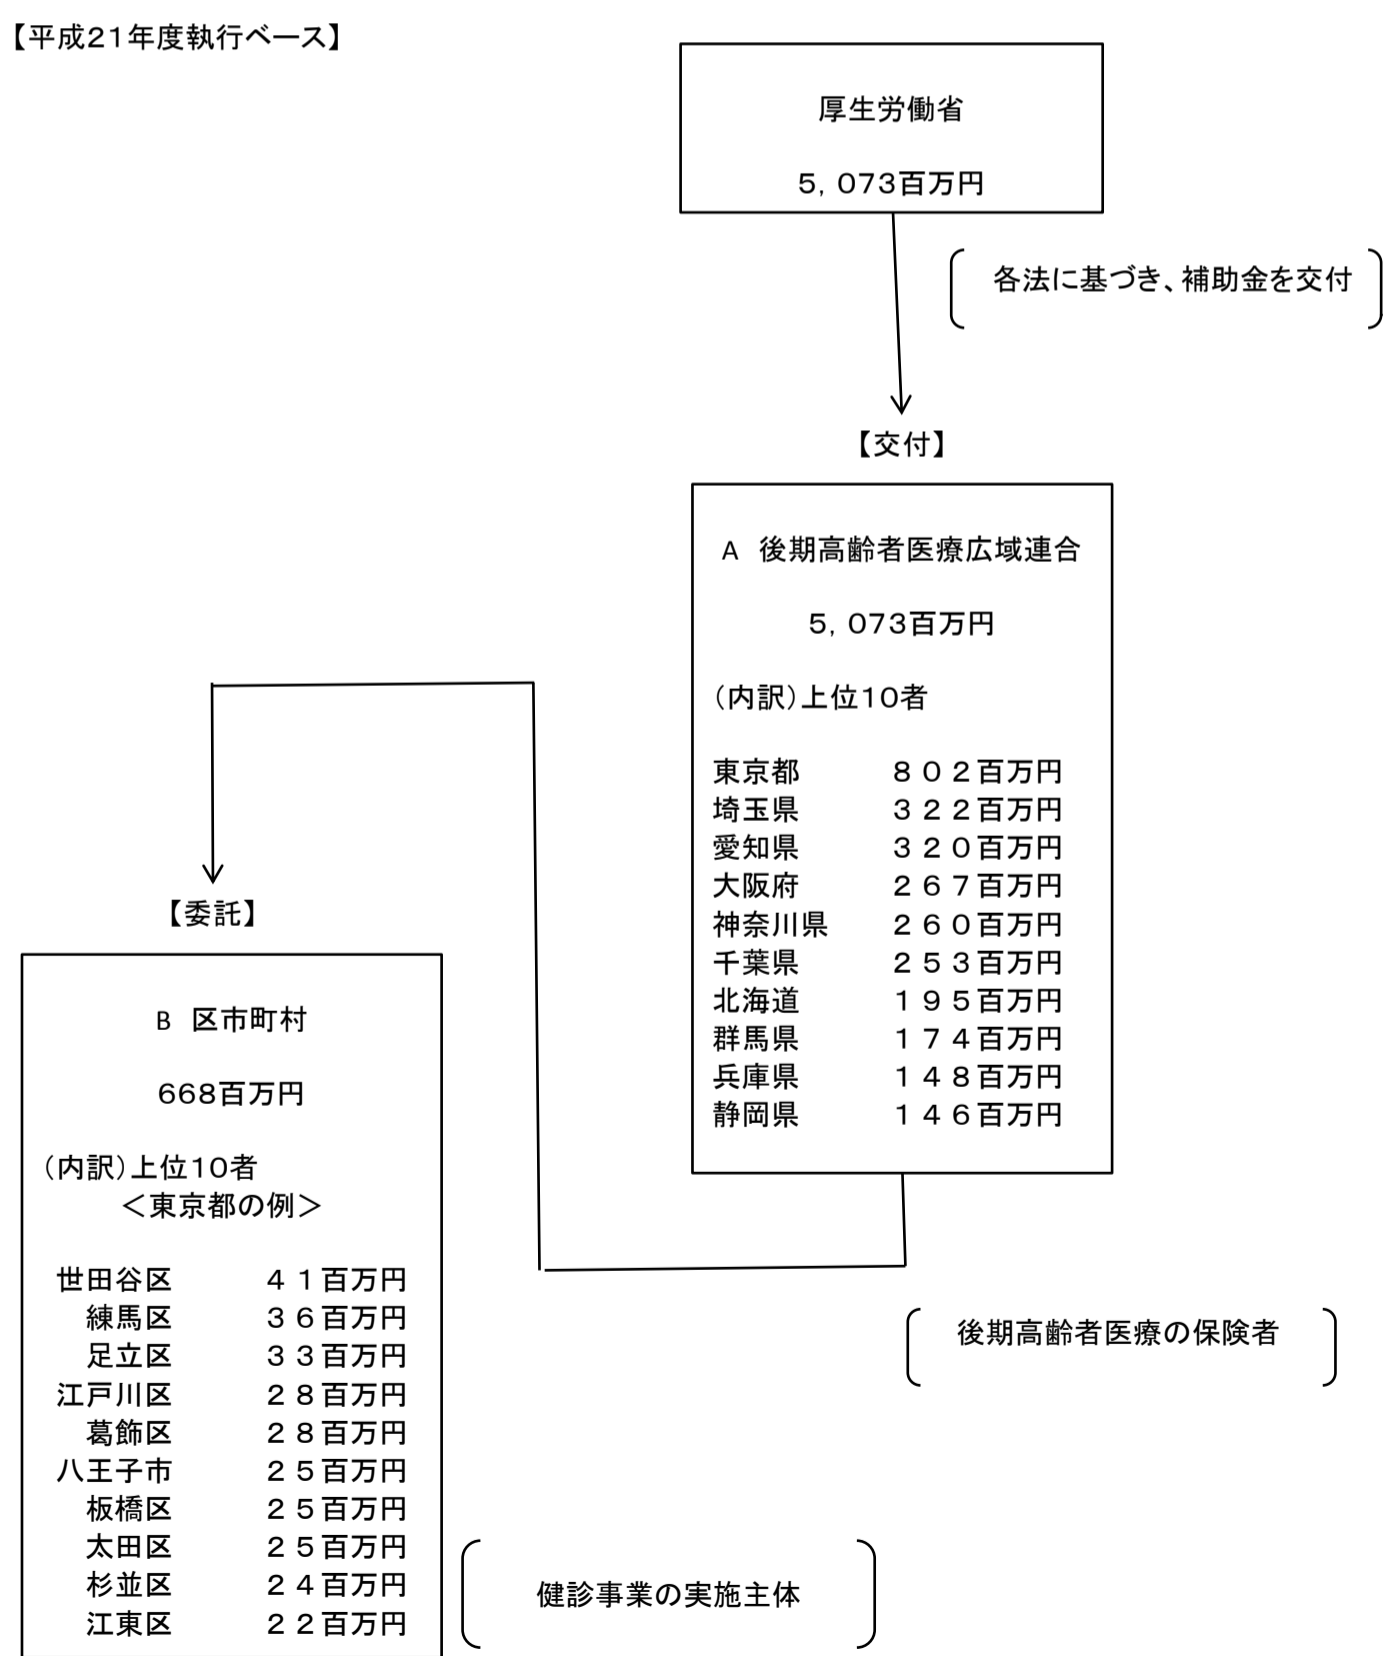 【平成２１年度執行ベース】
厚生労働省
５，０７３百万円
各法に基づき、補助金を交付
【交付】
A　後期高齢者医療広域連合
５，０７３百万円
（内訳）上位１０者
東京都　８０２百万円
埼玉県　３２２百万円
愛知県　３２０百万円
大阪府　２６７百万円
神奈川県　２６０百万円
千葉県　２５３百万円
北海道　１９５百万円
群馬県　１７４百万円
兵庫県　１４８百万円
静岡県　１４６百万円
後期高齢者医療の保険者
【委託】
B　区市町村
６６８百万円
（内訳）上位１０者
＜東京都の例＞
世田谷区　４１百万円
練馬区　３６百万円
足立区　３３百万円
江戸川区　２８百万円
葛飾区　２８百万円
八王子市　２５百万円
板橋区　２５百万円
太田区　２５百万円
杉並区　２４百万円
江東区　２２百万円
健診事業の実施主体